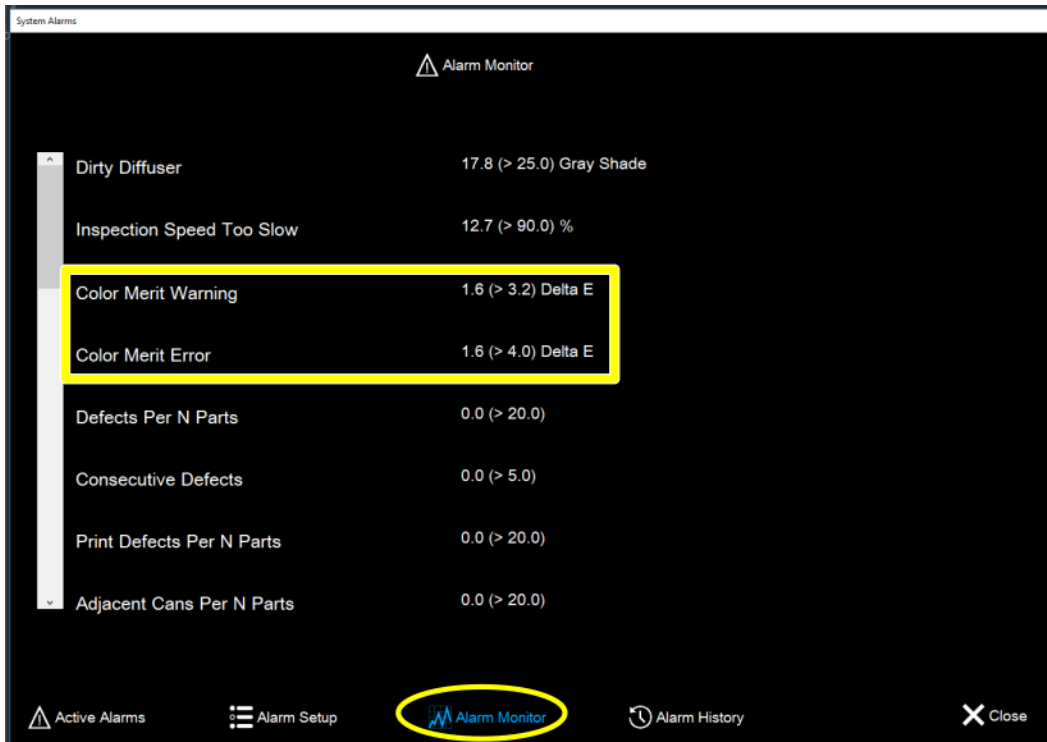 System Alarms
Alarm Monitor
Dirty Diffuser 17.8 (> 25.0) Gray Shade
Inspection Speed Too Slow 12.7 (> 90.0) %
Color Merit Warning 1.6 (> 3.2) Delta E
Color Merit Error 1.6 (> 4.0) Delta E
Defects Per N Parts 0.0 (> 20.0)
Consecutive Defects 0.0 (> 5.0)
Print Defects Per N Parts 0.0 (> 20.0)
Adjacent Cans Per N Parts 0.0 (> 20.0)
Active Alarms Alarm Setup Alarm Monitor Alarm History Close